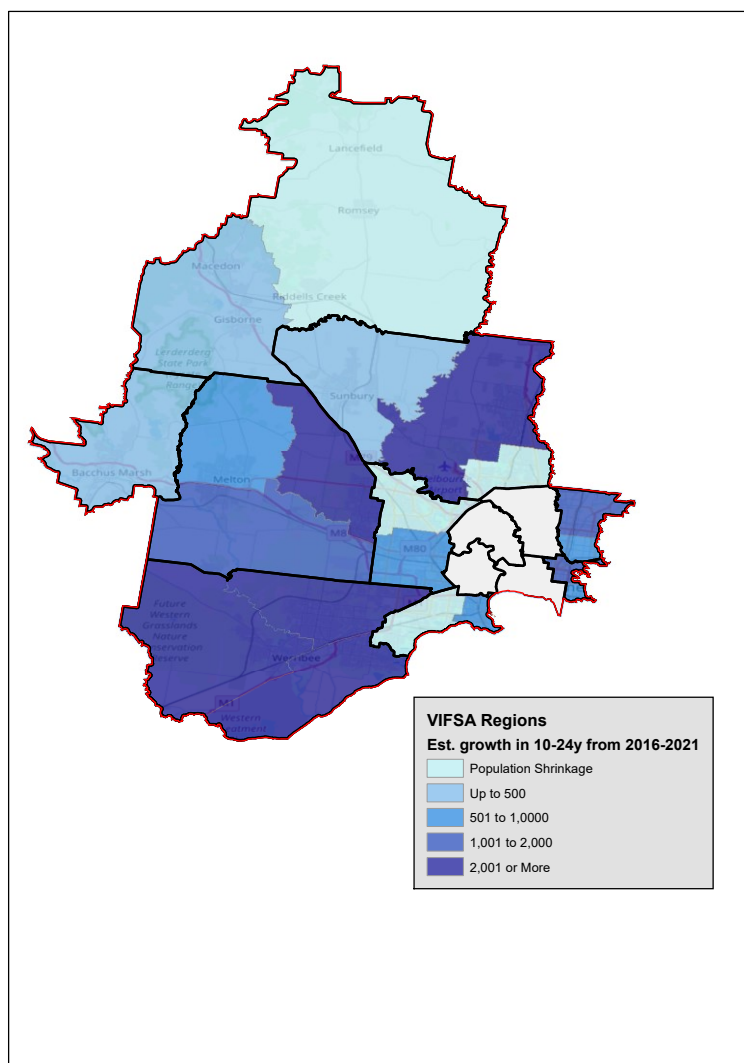 Lancefield
Romsey
Macedon
Riddells Creek
Gisborne
Lerderderg
State Park
Sunbury
Bacchus Marsh
Melton
M79
M8
M80
Future
Western
Grasslands
Nature
Reserve
Werribee
M1
Western
VIFSA Regions
Est. growth in 10-24y from 2016-2021
Population Shrinkage
Up to 500
501 to 1,0000
1,001 to 2,000
2,001 or More